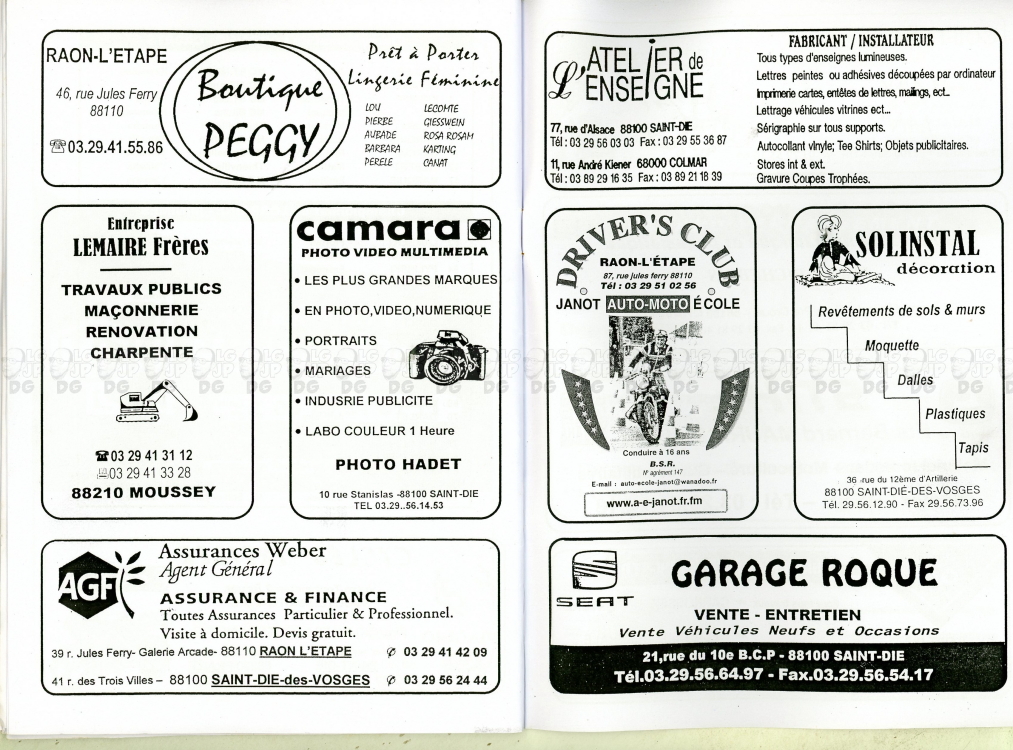 RAON-L'ETAPE
46, rue Jules Ferry
88110
03.29.41.55.86
Boutique
PEGGY
Prêt à Porter
Lingerie Féminine
LOU LECOMTE
PIERBE GIESSWEIN
AUBADE ROSA ROSAM
BARBARA KARTING
PERELE CANAT
Entreprise
LEMAIRE Frères
TRAVAUX PUBLICS
MAÇONNERIE
RENOVATION
CHARPENTE
03 29 41 31 12
03 29 41 33 28
88210 MOUSSEY
camara
PHOTO VIDEO MULTIMEDIA
• LES PLUS GRANDES MARQUES
• EN PHOTO,VIDEO,NUMERIQUE
• PORTRAITS
• MARIAGES
• INDUSRIE PUBLICITE
• LABO COULEUR 1 Heure
PHOTO HADET
10 rue Stanislas -88100 SAINT-DIE
TEL 03.29..56.14.53
AGF
Assurances Weber
Agent Général
ASSURANCE & FINANCE
Toutes Assurances Particulier & Professionnel.
Visite à domicile. Devis gratuit.
39 r. Jules Ferry- Galerie Arcade- 88110 RAON L'ETAPE ✆ 03 29 41 42 09
41 r. des Trois Villes – 88100 SAINT-DIE-des-VOSGES ✆ 03 29 56 24 44
L'ATELIER de
L'ENSEIGNE
77, rue d'Alsace 88100 SAINT-DIE
Tél : 03 29 56 03 03 Fax : 03 29 55 36 87
11, rue André Kiener 68000 COLMAR
Tél : 03 89 29 16 35 Fax : 03 89 21 18 39
FABRICANT / INSTALLATEUR
Tous types d'enseignes lumineuses.
Lettres peintes ou adhésives découpées par ordinateur
Imprimerie cartes, entêtes de lettres, mailings, ect...
Lettrage véhicules vitrines ect...
Sérigraphie sur tous supports.
Autocollant vinyle; Tee Shirts; Objets publicitaires.
Stores int & ext.
Gravure Coupes Trophées.
DRIVER'S CLUB
RAON-L'ÉTAPE
87, rue jules ferry 88110
Tél : 03 29 51 02 56
JANOT AUTO-MOTO ÉCOLE
Conduire à 16 ans
B.S.R.
N° agrément 147
E-mail : auto-ecole-janot@wanadoo.fr
www.a-e-janot.fr.fm
SOLINSTAL
décoration
Revêtements de sols & murs
Moquette
Dalles
Plastiques
Tapis
36 rue du 12ème d'Artillerie
88100 SAINT-DIÉ-DES-VOSGES
Tél. 29.56.12.90 - Fax 29.56.73.96
SEAT
GARAGE ROQUE
VENTE - ENTRETIEN
Vente Véhicules Neufs et Occasions
21,rue du 10e B.C.P - 88100 SAINT-DIE
Tél.03.29.56.64.97 - Fax.03.29.56.54.17